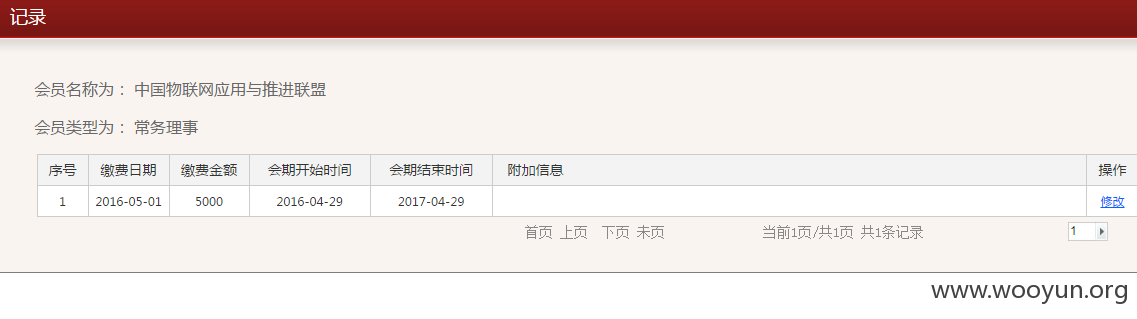 记录
会员名称为： 中国物联网应用与推进联盟
会员类型为： 常务理事
序号 缴费日期 缴费金额 会期开始时间 会期结束时间 附加信息 操作
1 2016-05-01 5000 2016-04-29 2017-04-29 修改
首页 上页 下页 末页 当前1页/共1页 共1条记录 1
www.wooyun.org